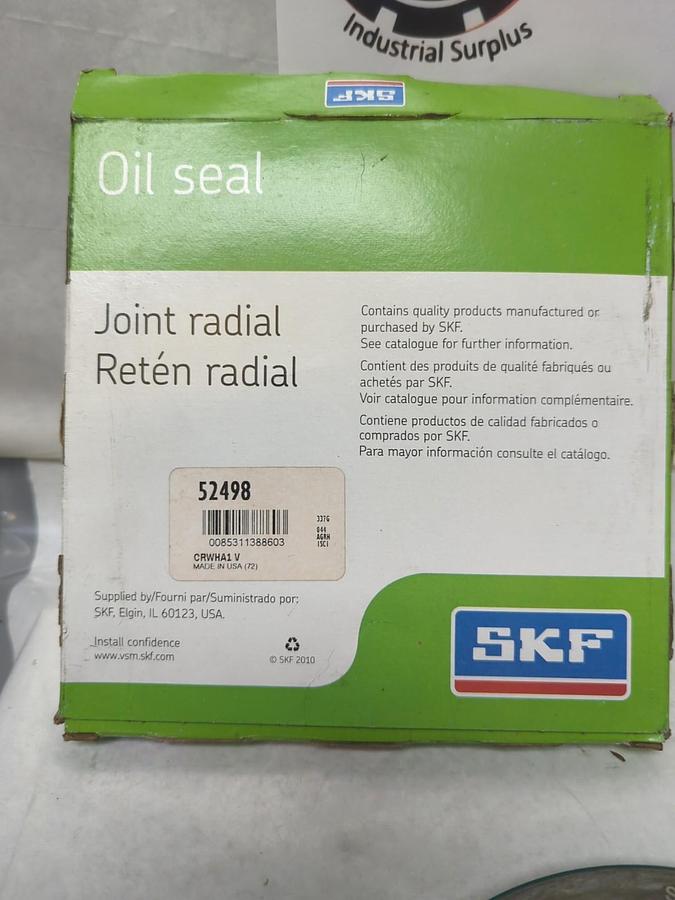 Industrial Surplus
SKF
Oil seal
Joint radial
Retén radial
Contains quality products manufactured or
purchased by SKF.
See catalogue for further information.
Contient des produits de qualité fabriqués ou
achetés par SKF.
Voir catalogue pour information complémentaire.
Contiene productos de calidad fabricados o
comprados por SKF.
Para mayor información consulte el catálogo.
52498
0085311388603
CRWHA1 V
MADE IN USA (72)
337G
044
AGRH
ISCI
Supplied by/Fourni par/Suministrado por:
SKF, Elgin, IL 60123, USA.
Install confidence
www.vsm.skf.com
© SKF 2010
SKF